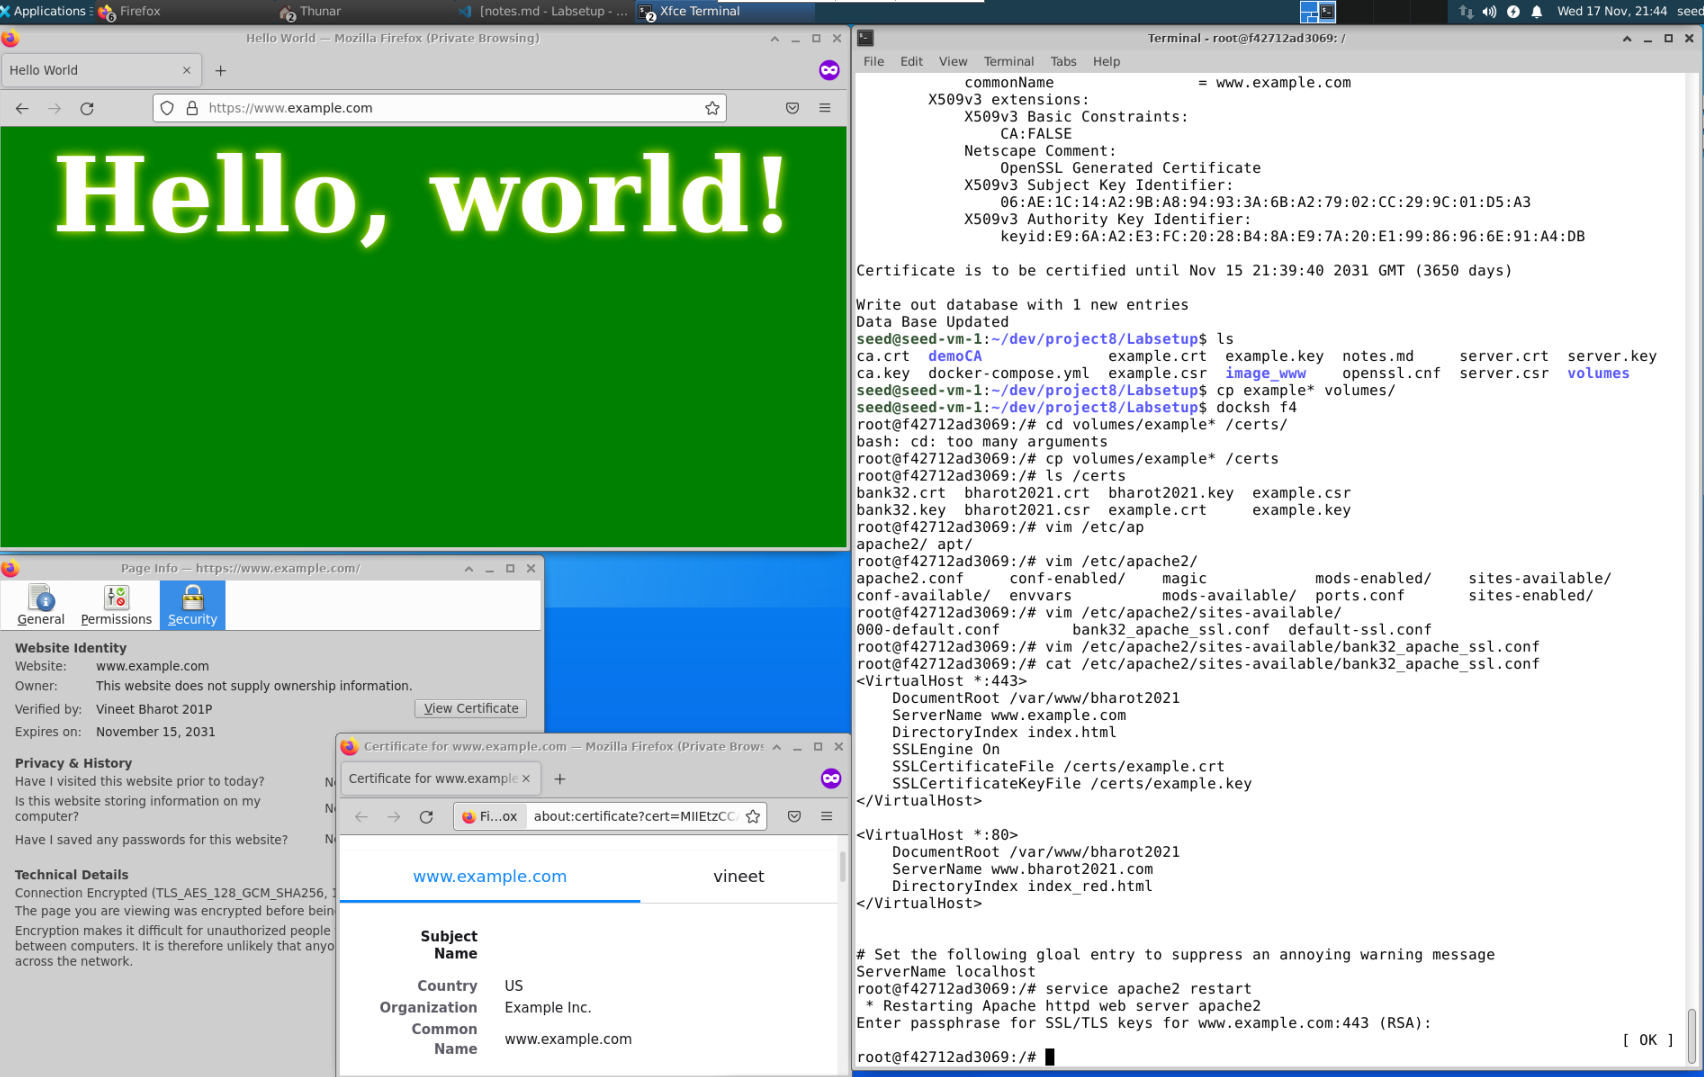 Applications
6 Firefox
2 Thunar
[notes.md - Labsetup - ...
2 Xfce Terminal
Wed 17 Nov, 21:44 seed
Hello World — Mozilla Firefox (Private Browsing)
Hello World
https://www.example.com
Hello, world!
Page Info — https://www.example.com/
General Permissions Security
Website Identity
Website: www.example.com
Owner: This website does not supply ownership information.
Verified by: Vineet Bharot 201P View Certificate
Expires on: November 15, 2031
Privacy & History
Have I visited this website prior to today?
Is this website storing information on my
computer?
Have I saved any passwords for this website?
Technical Details
Connection Encrypted (TLS_AES_128_GCM_SHA256, 1
The page you are viewing was encrypted before bein
Encryption makes it difficult for unauthorized people
between computers. It is therefore unlikely that anyo
across the network.
Certificate for www.example.com — Mozilla Firefox (Private Brows
Certificate for www.example
Fi...ox about:certificate?cert=MIIEtzCC
www.example.com vineet
Subject
Name
Country US
Organization Example Inc.
Common
Name www.example.com
Terminal - root@f42712ad3069: /
File Edit View Terminal Tabs Help
commonName = www.example.com
X509v3 extensions:
X509v3 Basic Constraints:
CA:FALSE
Netscape Comment:
OpenSSL Generated Certificate
X509v3 Subject Key Identifier:
06:AE:1C:14:A2:9B:A8:94:93:3A:6B:A2:79:02:CC:29:9C:01:D5:A3
X509v3 Authority Key Identifier:
keyid:E9:6A:A2:E3:FC:20:28:B4:8A:E9:7A:20:E1:99:86:96:6E:91:A4:DB
Certificate is to be certified until Nov 15 21:39:40 2031 GMT (3650 days)
Write out database with 1 new entries
Data Base Updated
seed@seed-vm-1:~/dev/project8/Labsetup$ ls
ca.crt demoCA example.crt example.key notes.md server.crt server.key
ca.key docker-compose.yml example.csr image_www openssl.cnf server.csr volumes
seed@seed-vm-1:~/dev/project8/Labsetup$ cp example* volumes/
seed@seed-vm-1:~/dev/project8/Labsetup$ docksh f4
root@f42712ad3069:/# cd volumes/example* /certs/
bash: cd: too many arguments
root@f42712ad3069:/# cp volumes/example* /certs
root@f42712ad3069:/# ls /certs
bank32.crt bharot2021.crt bharot2021.key example.csr
bank32.key bharot2021.csr example.crt example.key
root@f42712ad3069:/# vim /etc/ap
apache2/ apt/
root@f42712ad3069:/# vim /etc/apache2/
apache2.conf conf-enabled/ magic mods-enabled/ sites-available/
conf-available/ envvars mods-available/ ports.conf sites-enabled/
root@f42712ad3069:/# vim /etc/apache2/sites-available/
000-default.conf bank32_apache_ssl.conf default-ssl.conf
root@f42712ad3069:/# vim /etc/apache2/sites-available/bank32_apache_ssl.conf
root@f42712ad3069:/# cat /etc/apache2/sites-available/bank32_apache_ssl.conf
<VirtualHost *:443>
DocumentRoot /var/www/bharot2021
ServerName www.example.com
DirectoryIndex index.html
SSLEngine On
SSLCertificateFile /certs/example.crt
SSLCertificateKeyFile /certs/example.key
</VirtualHost>
<VirtualHost *:80>
DocumentRoot /var/www/bharot2021
ServerName www.bharot2021.com
DirectoryIndex index_red.html
</VirtualHost>
# Set the following gloal entry to suppress an annoying warning message
ServerName localhost
root@f42712ad3069:/# service apache2 restart
* Restarting Apache httpd web server apache2
Enter passphrase for SSL/TLS keys for www.example.com:443 (RSA):
[ OK ]
root@f42712ad3069:/#